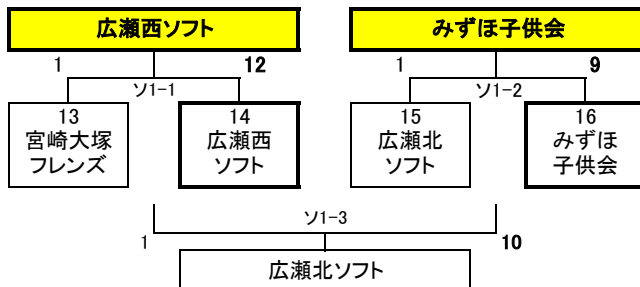 広瀬西ソフト みずほ子供会
1 12 1 9
ソ1-1 ソ1-2
13 14 15 16
宮崎大塚 広瀬西 広瀬北 みずほ
フレンズ ソフト ソフト 子供会
ソ1-3
1 10
広瀬北ソフト